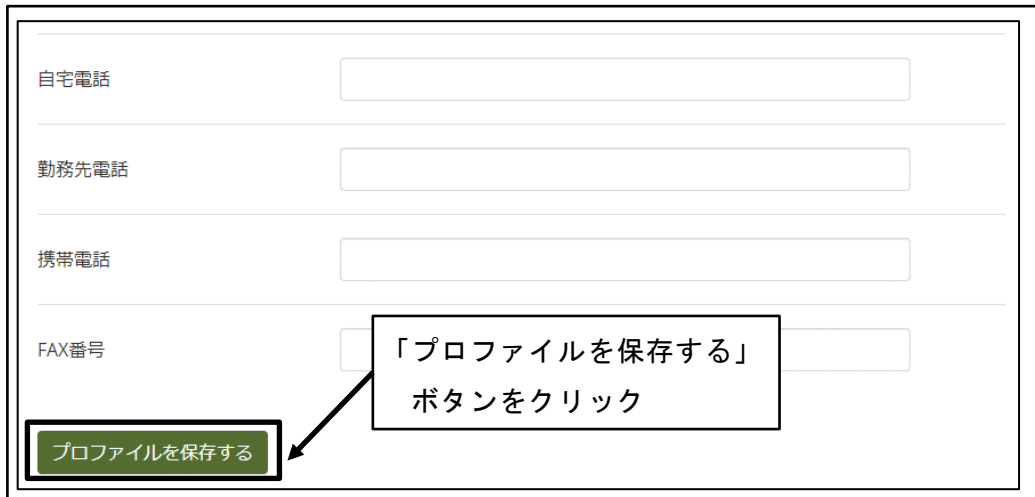 自宅電話
勤務先電話
携帯電話
FAX番号
「プロファイルを保存する」
ボタンをクリック
プロファイルを保存する